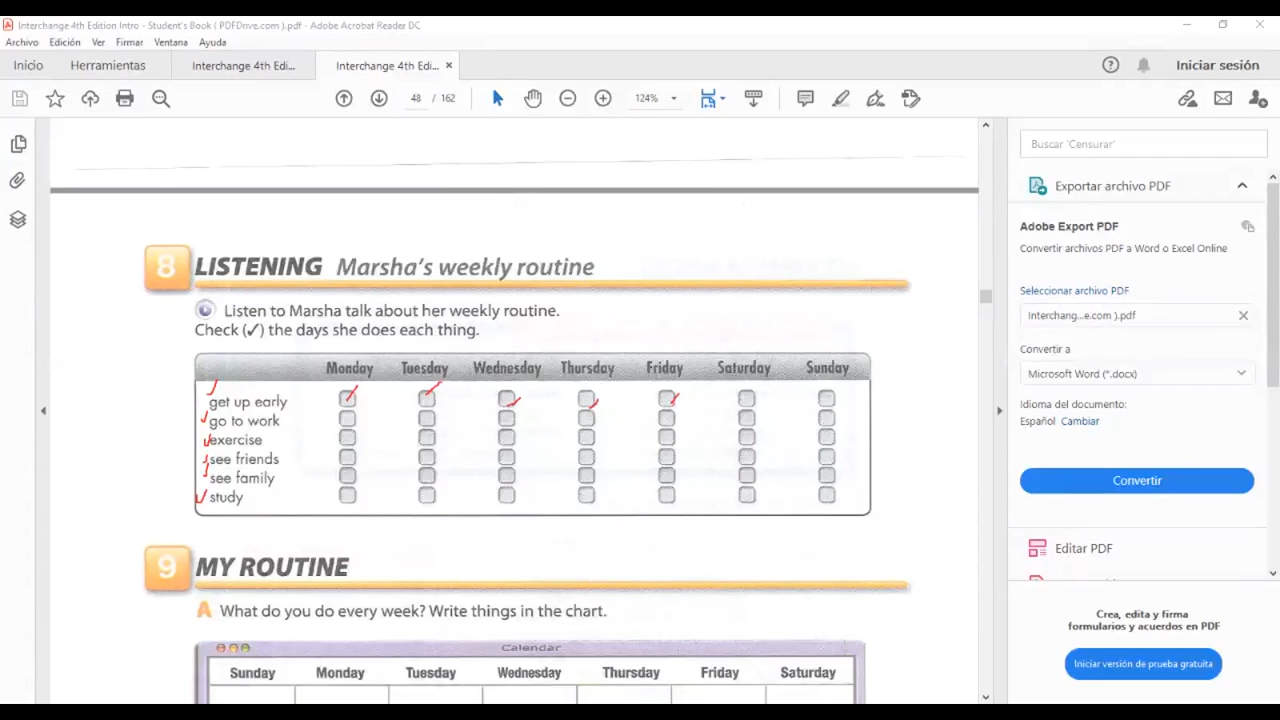 Interchange 4th Edition Intro - Student's Book ( PDFDrive.com ).pdf - Adobe Acrobat Reader DC
Archivo Edición Ver Firmar Ventana Ayuda
Inicio Herramientas Interchange 4th Edi... Interchange 4th Edi... × Iniciar sesión
48 / 162 124%
Buscar 'Censurar'
Exportar archivo PDF
Adobe Export PDF
Convertir archivos PDF a Word o Excel Online
Seleccionar archivo PDF
Interchang...e.com ).pdf
Convertir a
Microsoft Word (*.docx)
Idioma del documento:
Español Cambiar
Convertir
Editar PDF
Crea, edita y firma
formularios y acuerdos en PDF
Iniciar versión de prueba gratuita
8 LISTENING Marsha's weekly routine
Listen to Marsha talk about her weekly routine.
Check (✓) the days she does each thing.
Monday Tuesday Wednesday Thursday Friday Saturday Sunday
get up early
go to work
exercise
see friends
see family
study
9 MY ROUTINE
A What do you do every week? Write things in the chart.
Calendar
Sunday Monday Tuesday Wednesday Thursday Friday Saturday